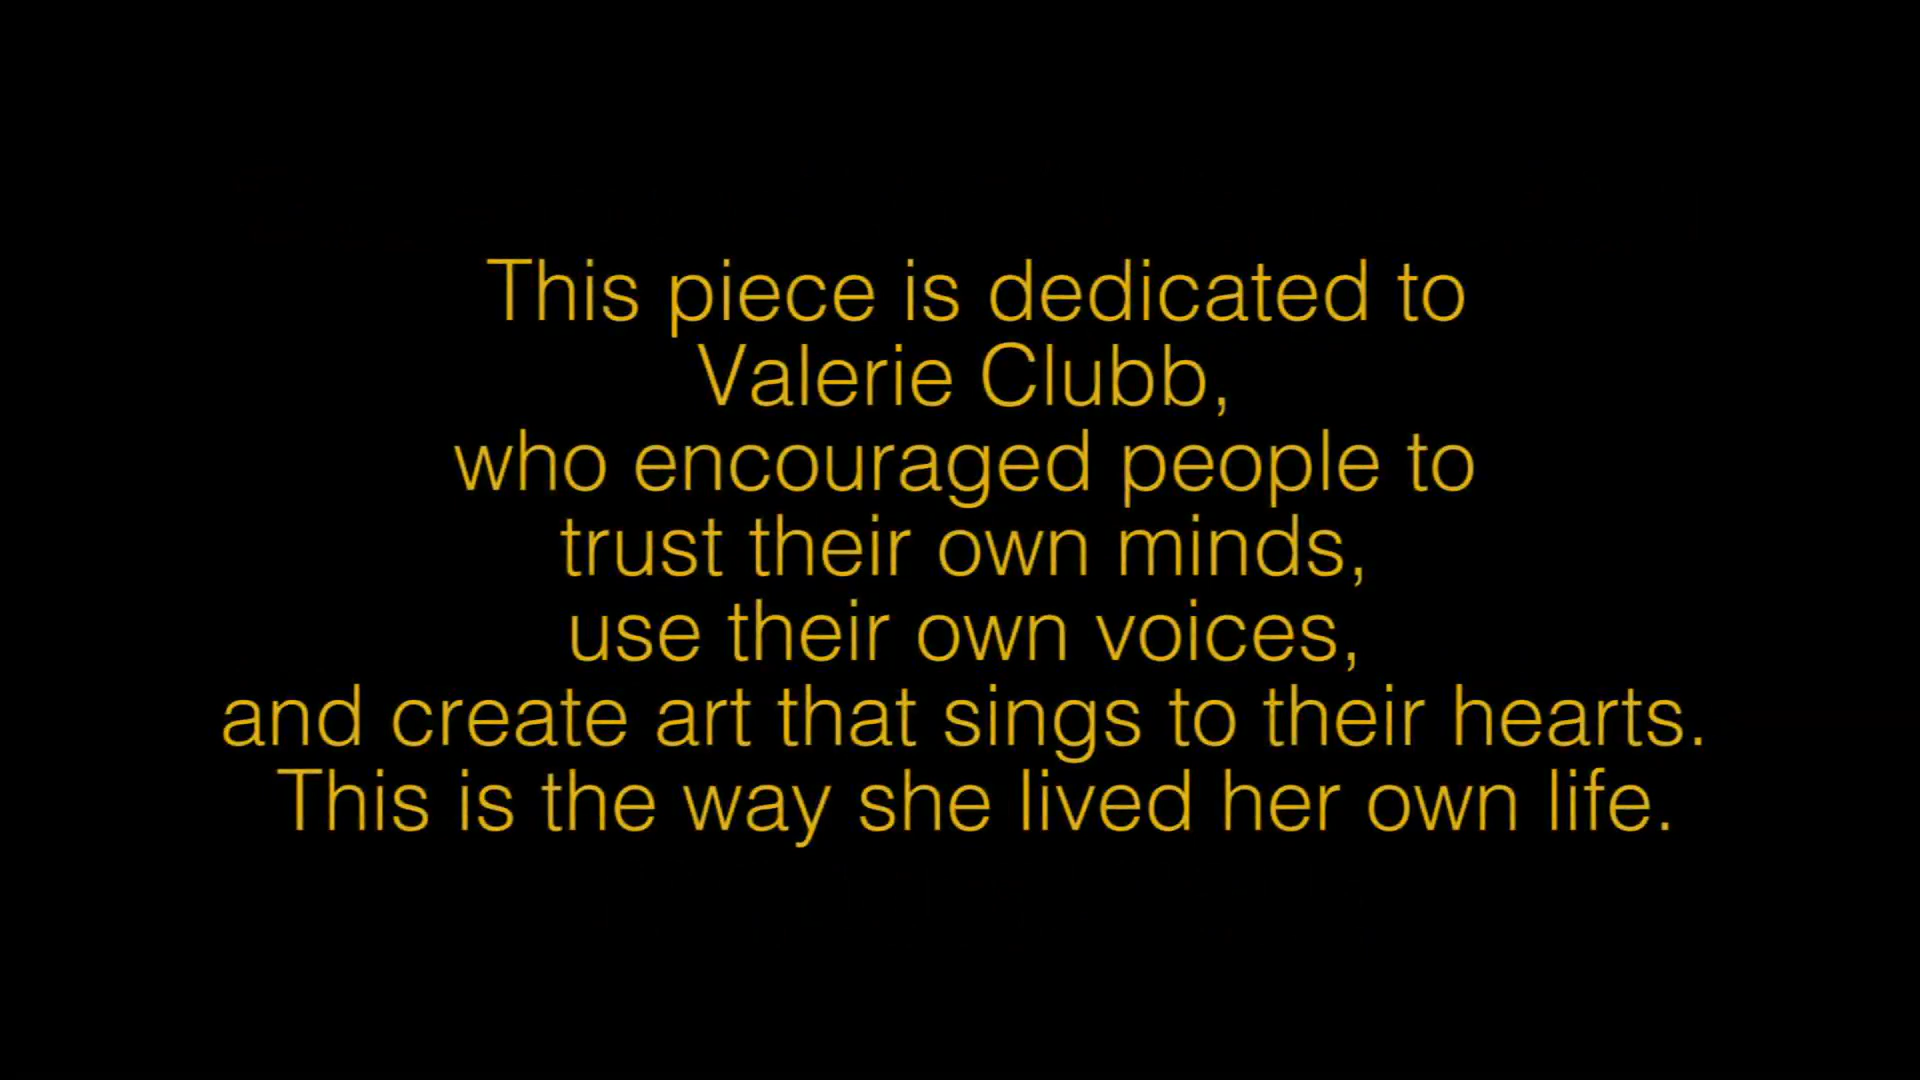 This piece is dedicated to
Valerie Clubb,
who encouraged people to
trust their own minds,
use their own voices,
and create art that sings to their hearts.
This is the way she lived her own life.